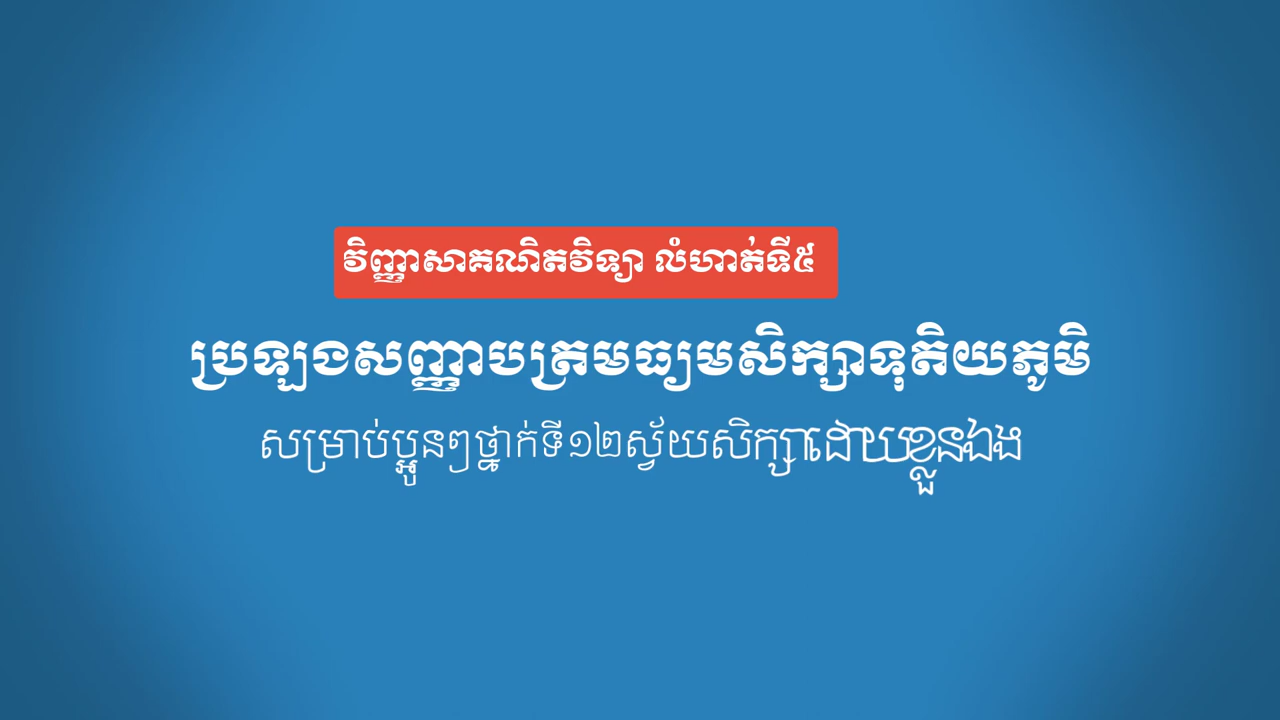 វិញ្ញាសាគណិតវិទ្យា លំហាត់ទី៥
ប្រឡងសញ្ញាបត្រមធ្យមសិក្សាទុតិយភូមិ
សម្រាប់ប្អូនៗថ្នាក់ទី១២ស្វ័យសិក្សាដោយខ្លួនឯង